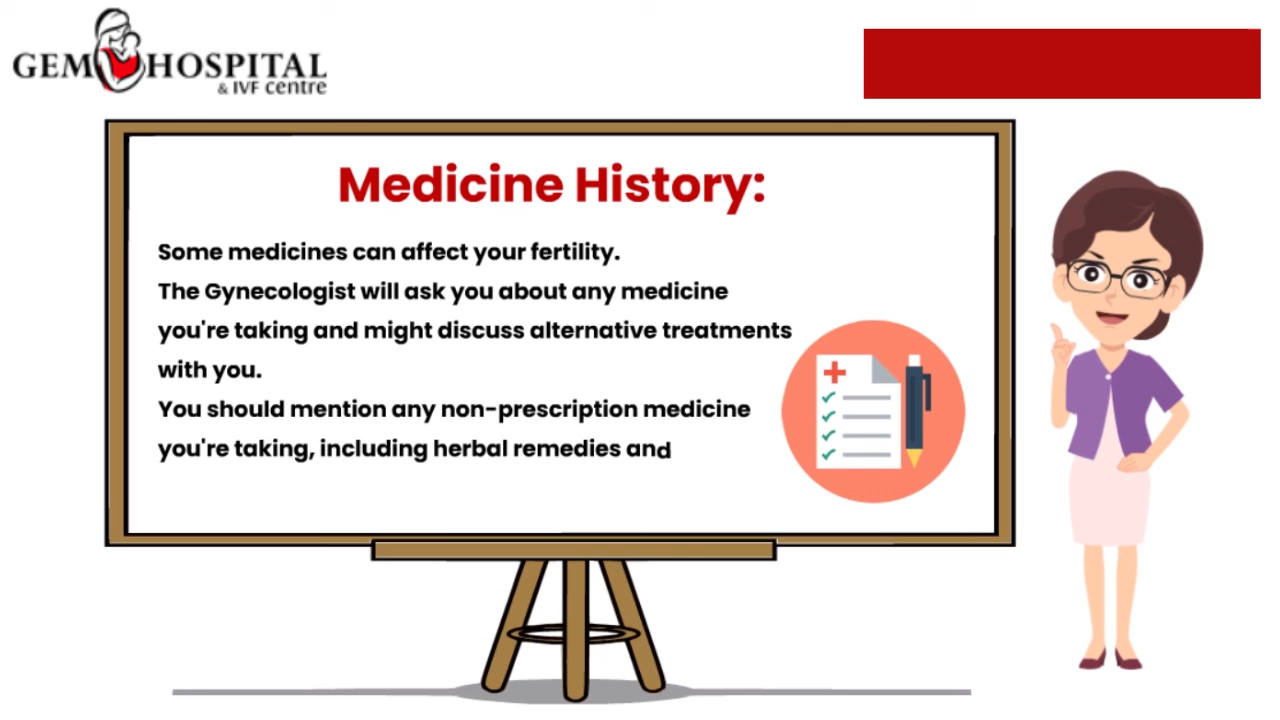 GEM HOSPITAL
& IVF centre
Medicine History:
Some medicines can affect your fertility.
The Gynecologist will ask you about any medicine
you're taking and might discuss alternative treatments
with you.
You should mention any non-prescription medicine
you're taking, including herbal remedies and